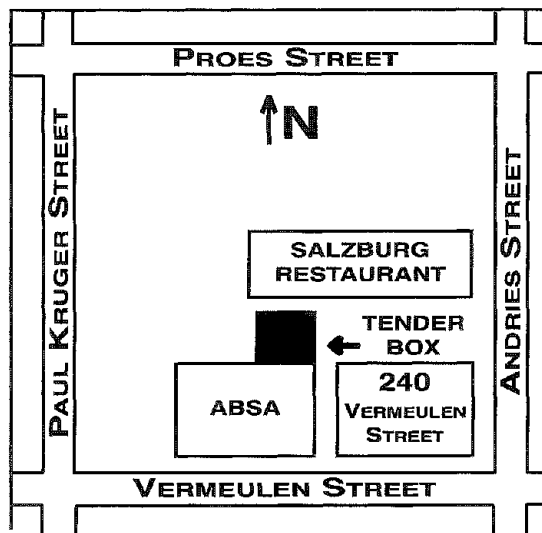 PROES STREET
N
PAUL KRUGER STREET
ANDRIES STREET
SALZBURG
RESTAURANT
TENDER
BOX
ABSA
240
VERMEULEN
STREET
VERMEULEN STREET